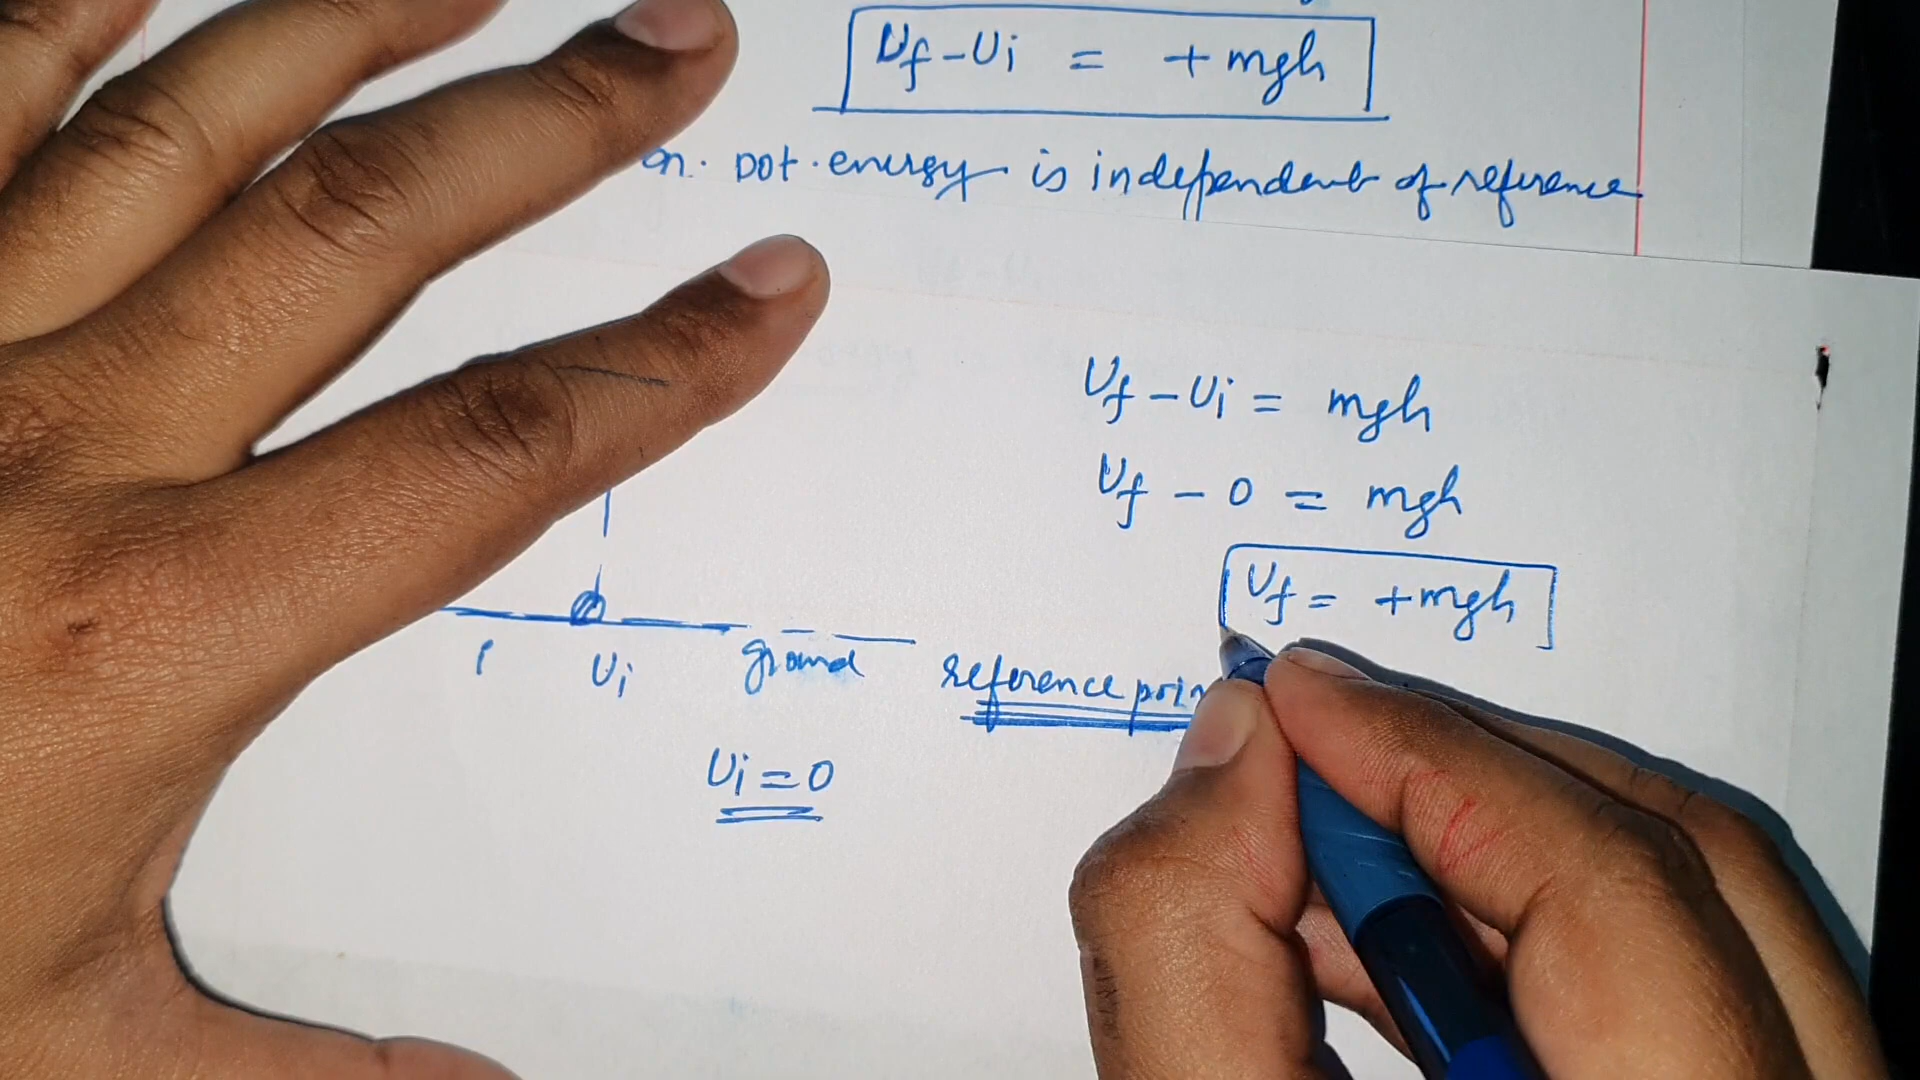 Uf - Ui = + mgh
on. pot. energy is independent of reference
Uf - Ui = mgh
Uf - 0 = mgh
Uf = + mgh
Ui ground reference
Ui = 0